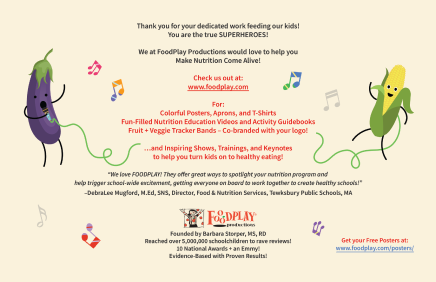 Thank you for your dedicated work feeding our kids!
You are the true SUPERHEROES!
We at FoodPlay Productions would love to help you
Make Nutrition Come Alive!
Check us out at:
www.foodplay.com
For:
Colorful Posters, Aprons, and T-Shirts
Fun-Filled Nutrition Education Videos and Activity Guidebooks
Fruit + Veggie Tracker Bands – Co-branded with your logo!
...and Inspiring Shows, Trainings, and Keynotes
to help you turn kids on to healthy eating!
“We love FOODPLAY! They offer great ways to spotlight your nutrition program and
help trigger school-wide excitement, getting everyone on board to work together to create healthy schools!”
–DebraLee Mugford, M.Ed, SNS, Director, Food & Nutrition Services, Tewksbury Public Schools, MA
FOODPLAY
productions
Founded by Barbara Storper, MS, RD
Reached over 5,000,000 schoolchildren to rave reviews!
10 National Awards + an Emmy!
Evidence-Based with Proven Results!
Get your Free Posters at:
www.foodplay.com/posters/